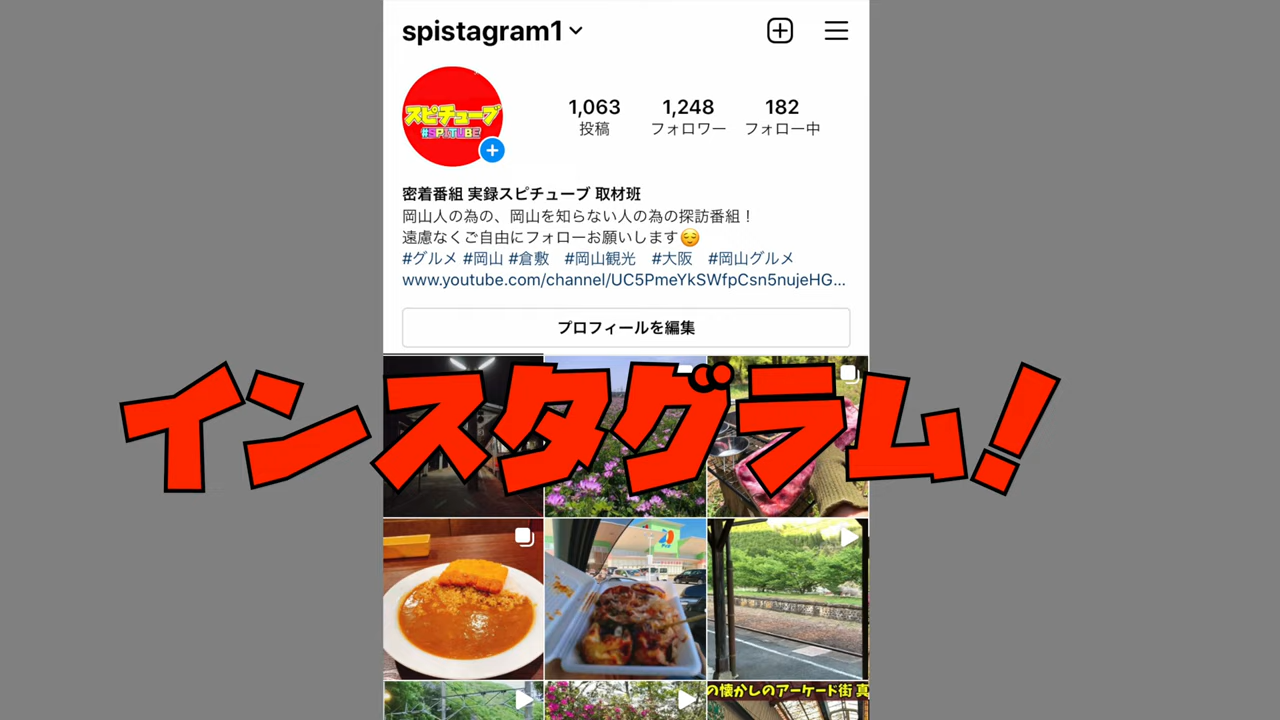 spistagram1
スピチューブ
#SPITUBE
1,063 1,248 182
投稿 フォロワー フォロー中
密着番組 実録スピチューブ 取材班
岡山人の為の、岡山を知らない人の為の探訪番組！
遠慮なくご自由にフォローお願いします😌
#グルメ #岡山 #倉敷 #岡山観光 #大阪 #岡山グルメ
www.youtube.com/channel/UC5PmeYkSWfpCsn5nujeHG...
プロフィールを編集
インスタグラム！
の懐かしのアーケード街 真